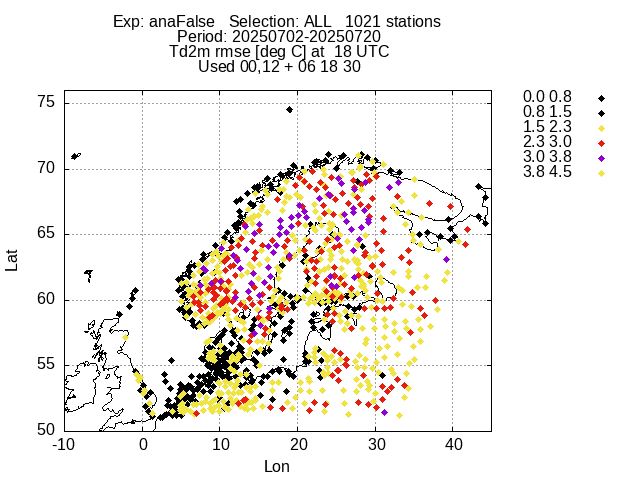 Exp: anaFalse   Selection: ALL   1021 stations
Period: 20250702-20250720
Td2m rmse [deg C] at  18 UTC
Used 00,12 + 06 18 30
0.0 0.8
0.8 1.5
1.5 2.3
2.3 3.0
3.0 3.8
3.8 4.5
75
70
65
60
55
50
Lat
-10 0 10 20 30 40
Lon